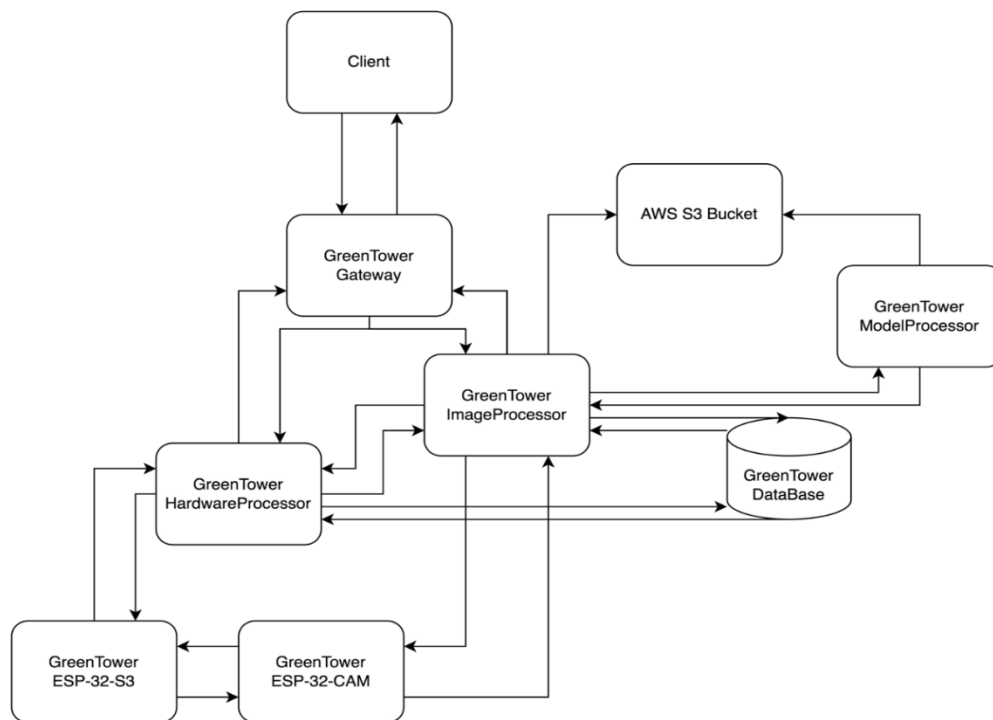 Client
AWS S3 Bucket
GreenTower
Gateway
GreenTower
ModelProcessor
GreenTower
ImageProcessor
GreenTower
HardwareProcessor
GreenTower
DataBase
GreenTower
ESP-32-S3
GreenTower
ESP-32-CAM